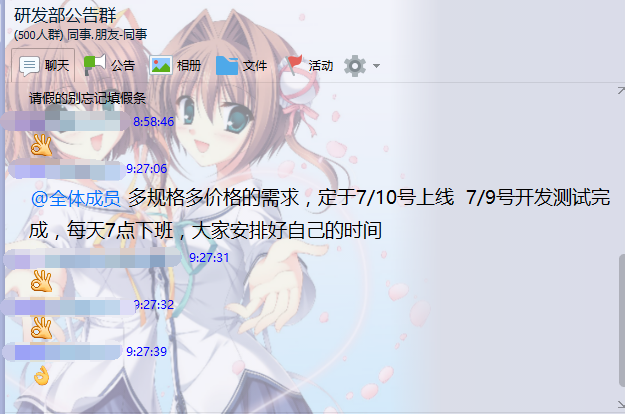 研发部公告群
(500人群) 同事.朋友-同事
聊天 公告 相册 文件 活动
请假的别忘记填假条
8:58:46
9:27:06
@全体成员 多规格多价格的需求，定于7/10号上线 7/9号开发测试完
成，每天7点下班，大家安排好自己的时间
9:27:31
9:27:32
9:27:39